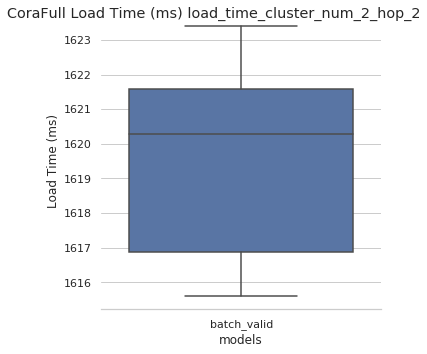 CoraFull Load Time (ms) load_time_cluster_num_2_hop_2
1623
1622
1621
1620
1619
1618
1617
1616
Load Time (ms)
batch_valid
models